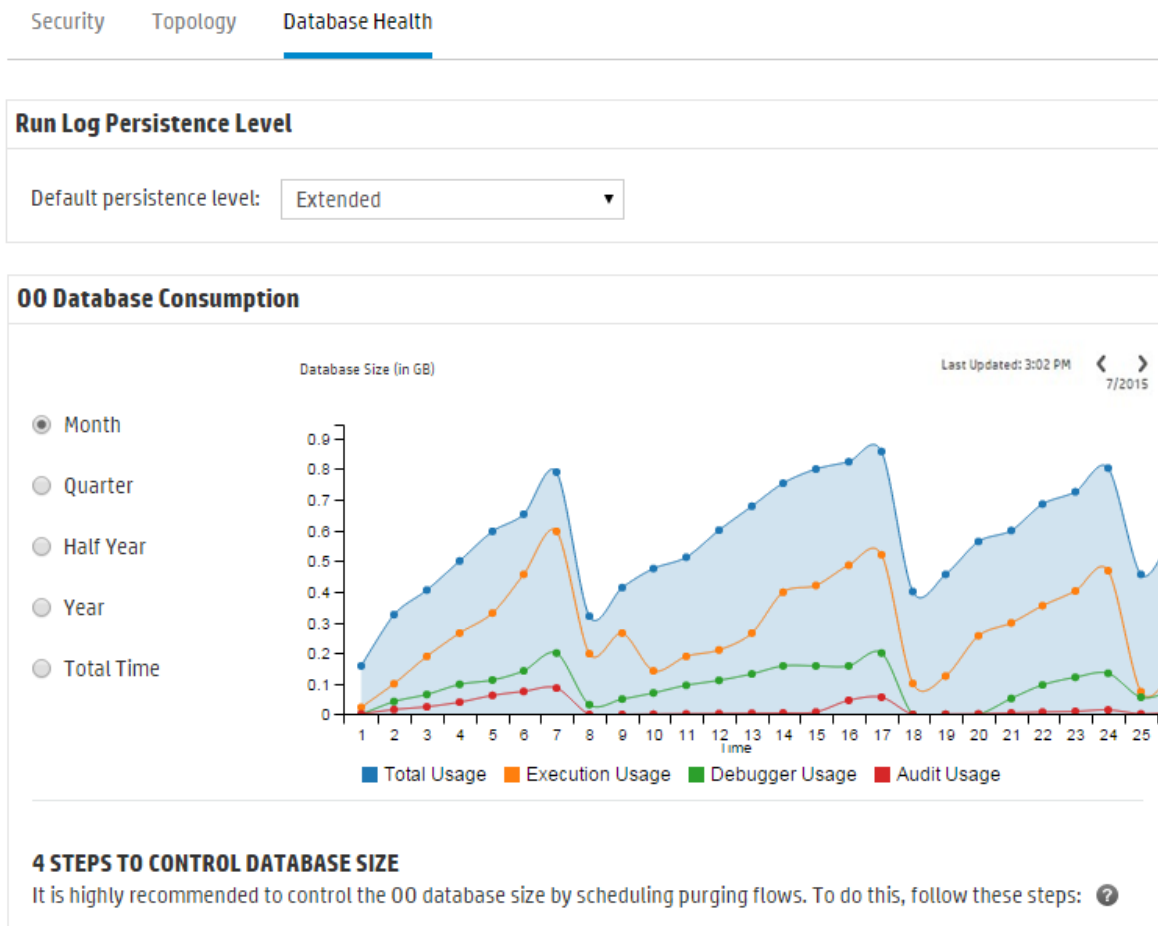 Security Topology Database Health
Run Log Persistence Level
Default persistence level: Extended
OO Database Consumption
Database Size (in GB)
Last Updated: 3:02 PM
7/2015
Month
Quarter
Half Year
Year
Total Time
0.9
0.8
0.7
0.6
0.5
0.4
0.3
0.2
0.1
0
1 2 3 4 5 6 7 8 9 10 11 12 13 14 15 16 17 18 19 20 21 22 23 24 25
Time
Total Usage Execution Usage Debugger Usage Audit Usage
4 STEPS TO CONTROL DATABASE SIZE
It is highly recommended to control the OO database size by scheduling purging flows. To do this, follow these steps: ?